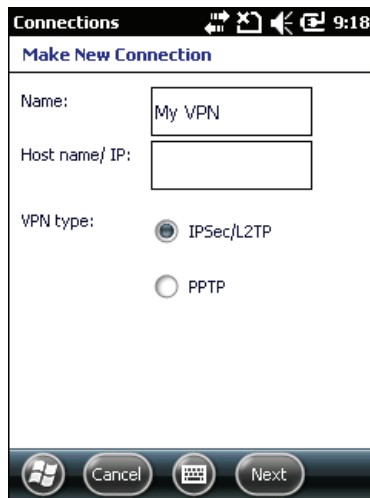 Connections 9:18
Make New Connection
Name: My VPN
Host name/ IP:
VPN type: IPSec/L2TP
PPTP
Cancel Next